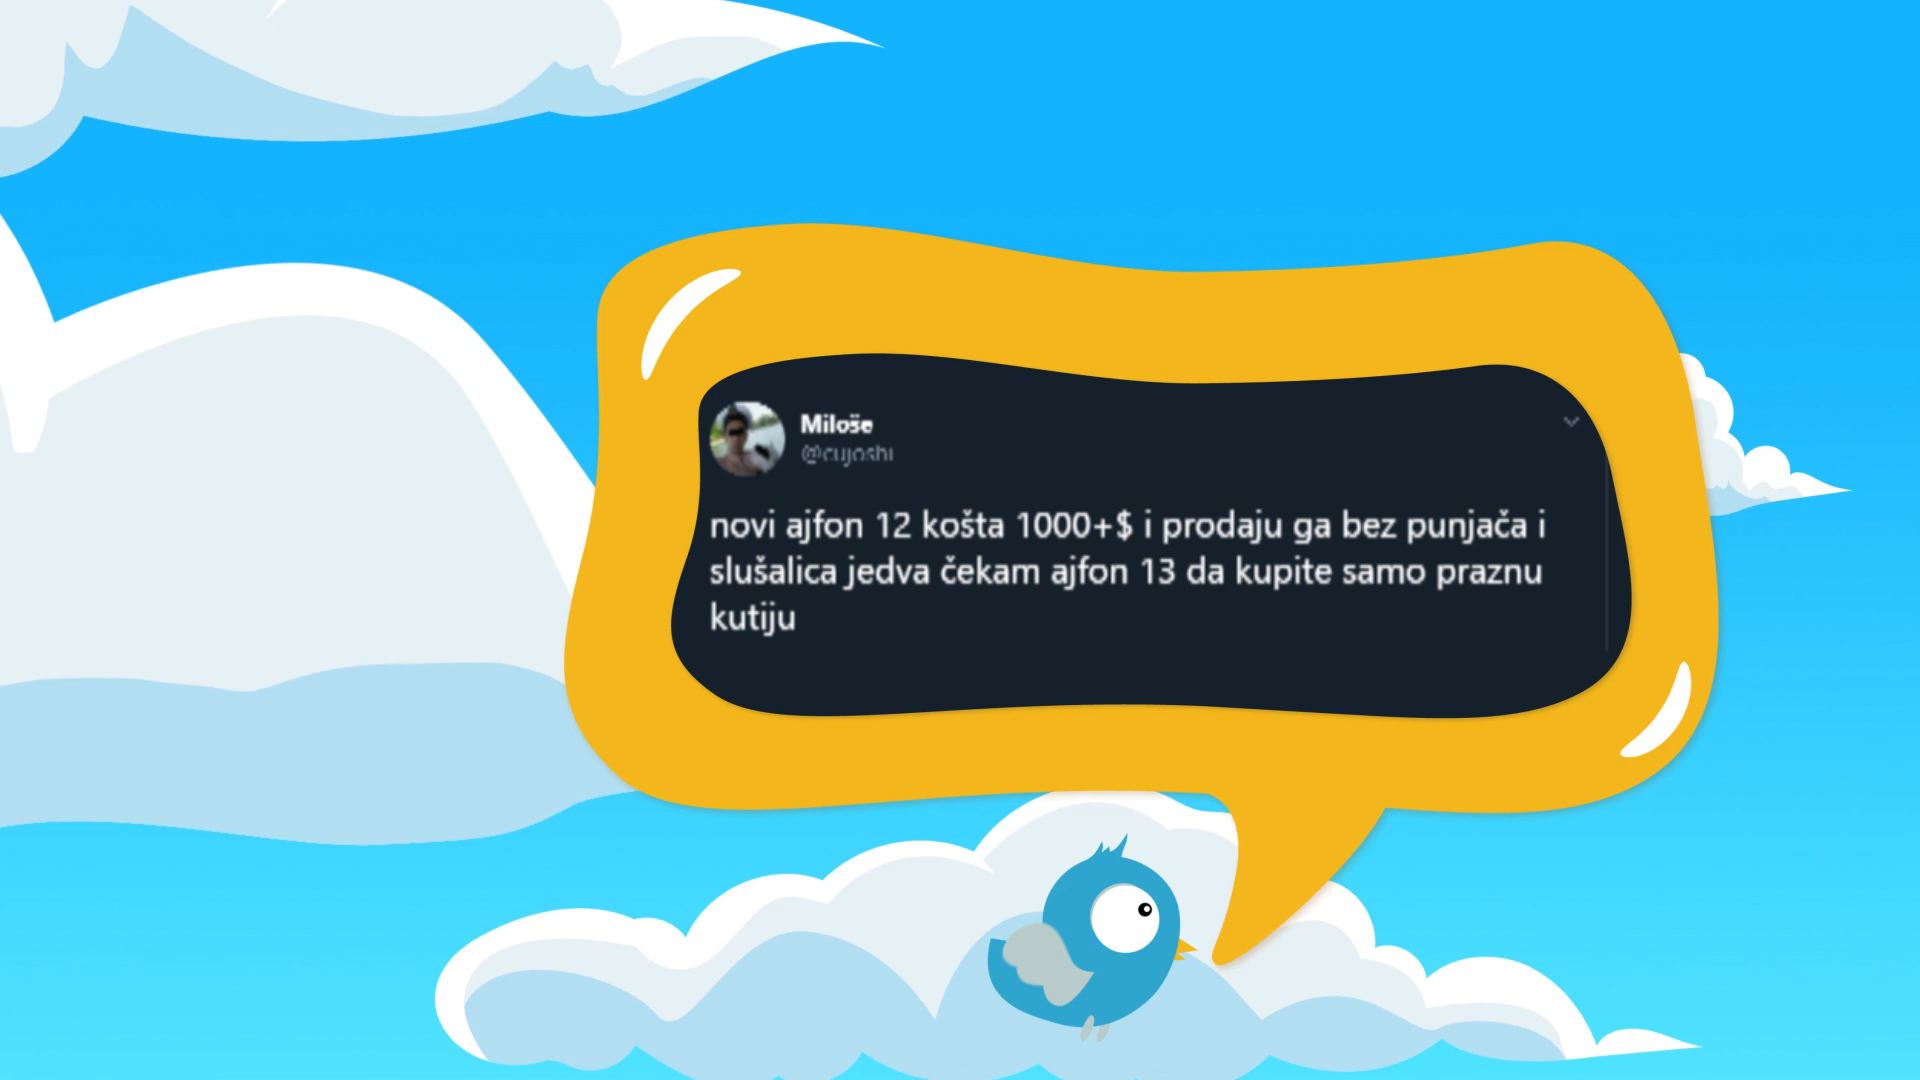 Miloše
@cujoshi
novi ajfon 12 košta 1000+$ i prodaju ga bez punjača i
slušalica jedva čekam ajfon 13 da kupite samo praznu
kutiju